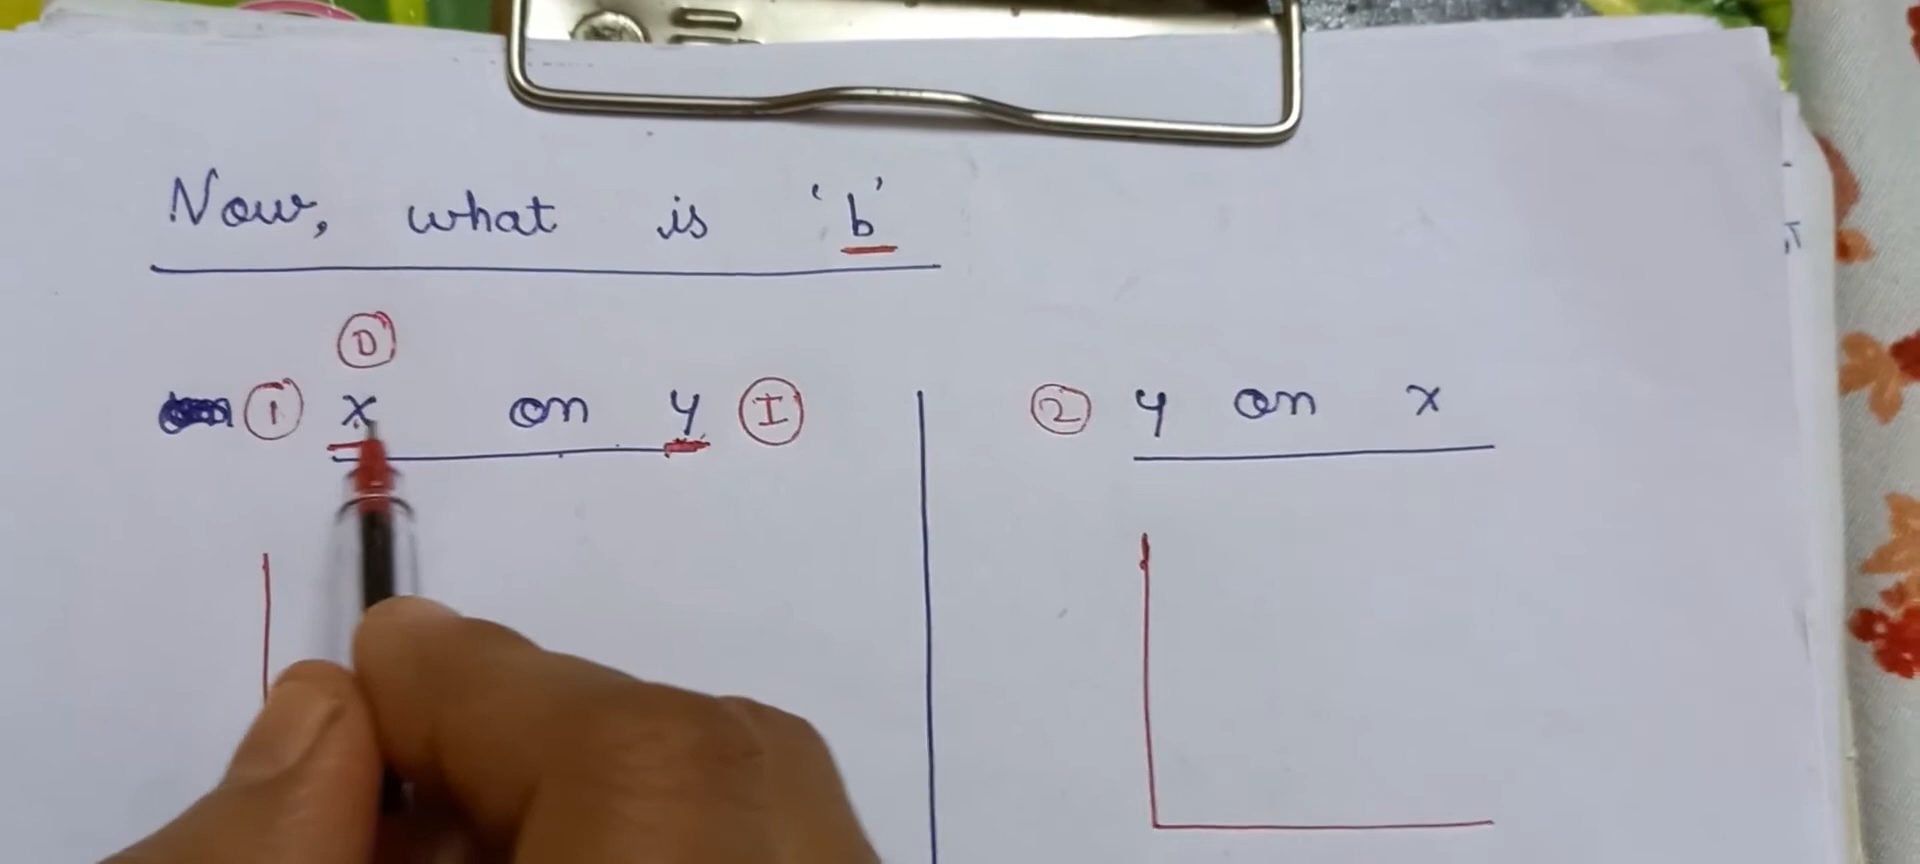 Now, what is 'b'
D
1 x on y I
2 y on x